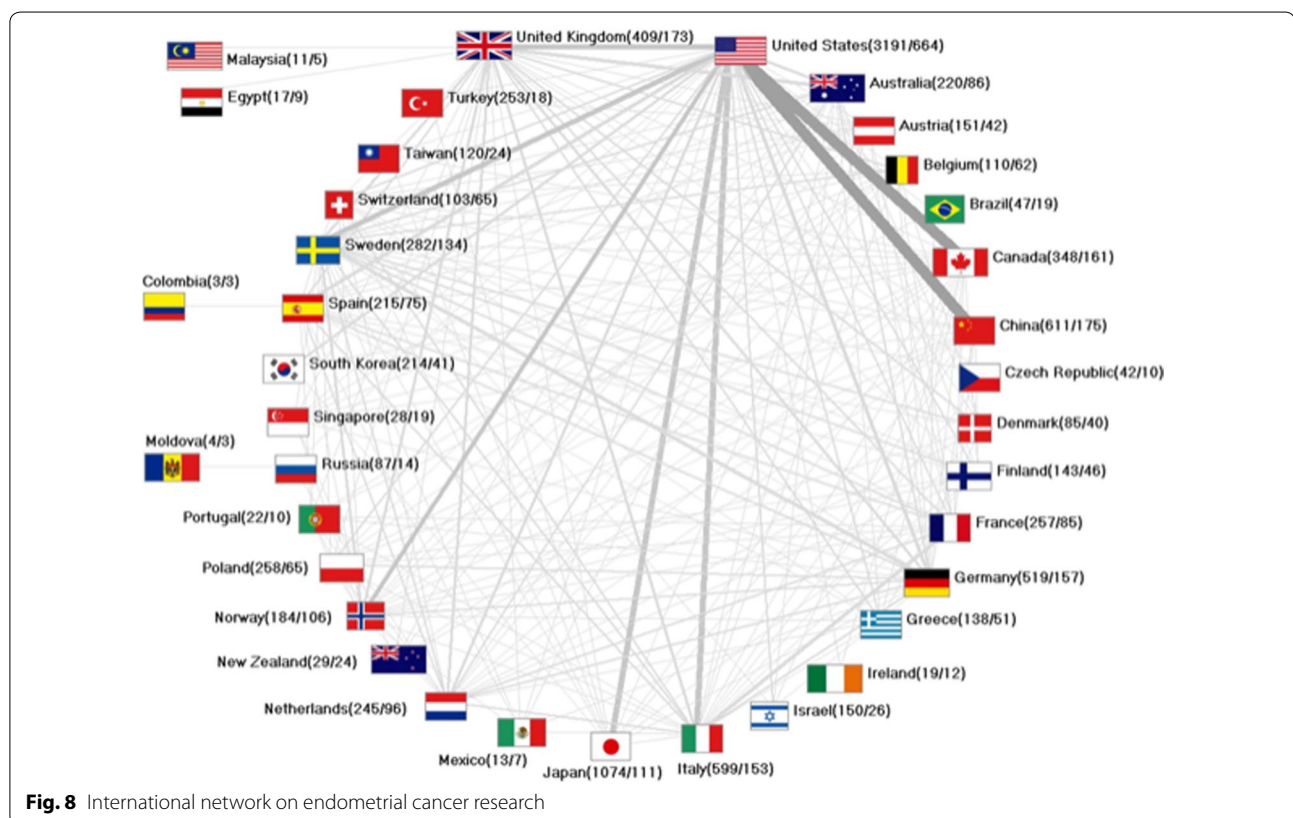 United Kingdom(409/173)
United States(3191/664)
Malaysia(11/5)
Australia(220/86)
Egypt(17/9)
Turkey(253/18)
Austria(151/42)
Taiwan(120/24)
Belgium(110/62)
Switzerland(103/65)
Brazil(47/19)
Sweden(282/134)
Canada(348/161)
Colombia(3/3)
Spain(215/75)
China(611/175)
South Korea(214/41)
Czech Republic(42/10)
Singapore(28/19)
Denmark(85/40)
Moldova(4/3)
Russia(87/14)
Finland(143/46)
Portugal(22/10)
France(257/85)
Poland(258/65)
Germany(519/157)
Norway(184/106)
Greece(138/51)
New Zealand(29/24)
Ireland(19/12)
Netherlands(245/96)
Israel(150/26)
Mexico(13/7)
Japan(1074/111)
Italy(599/153)
Fig. 8 International network on endometrial cancer research